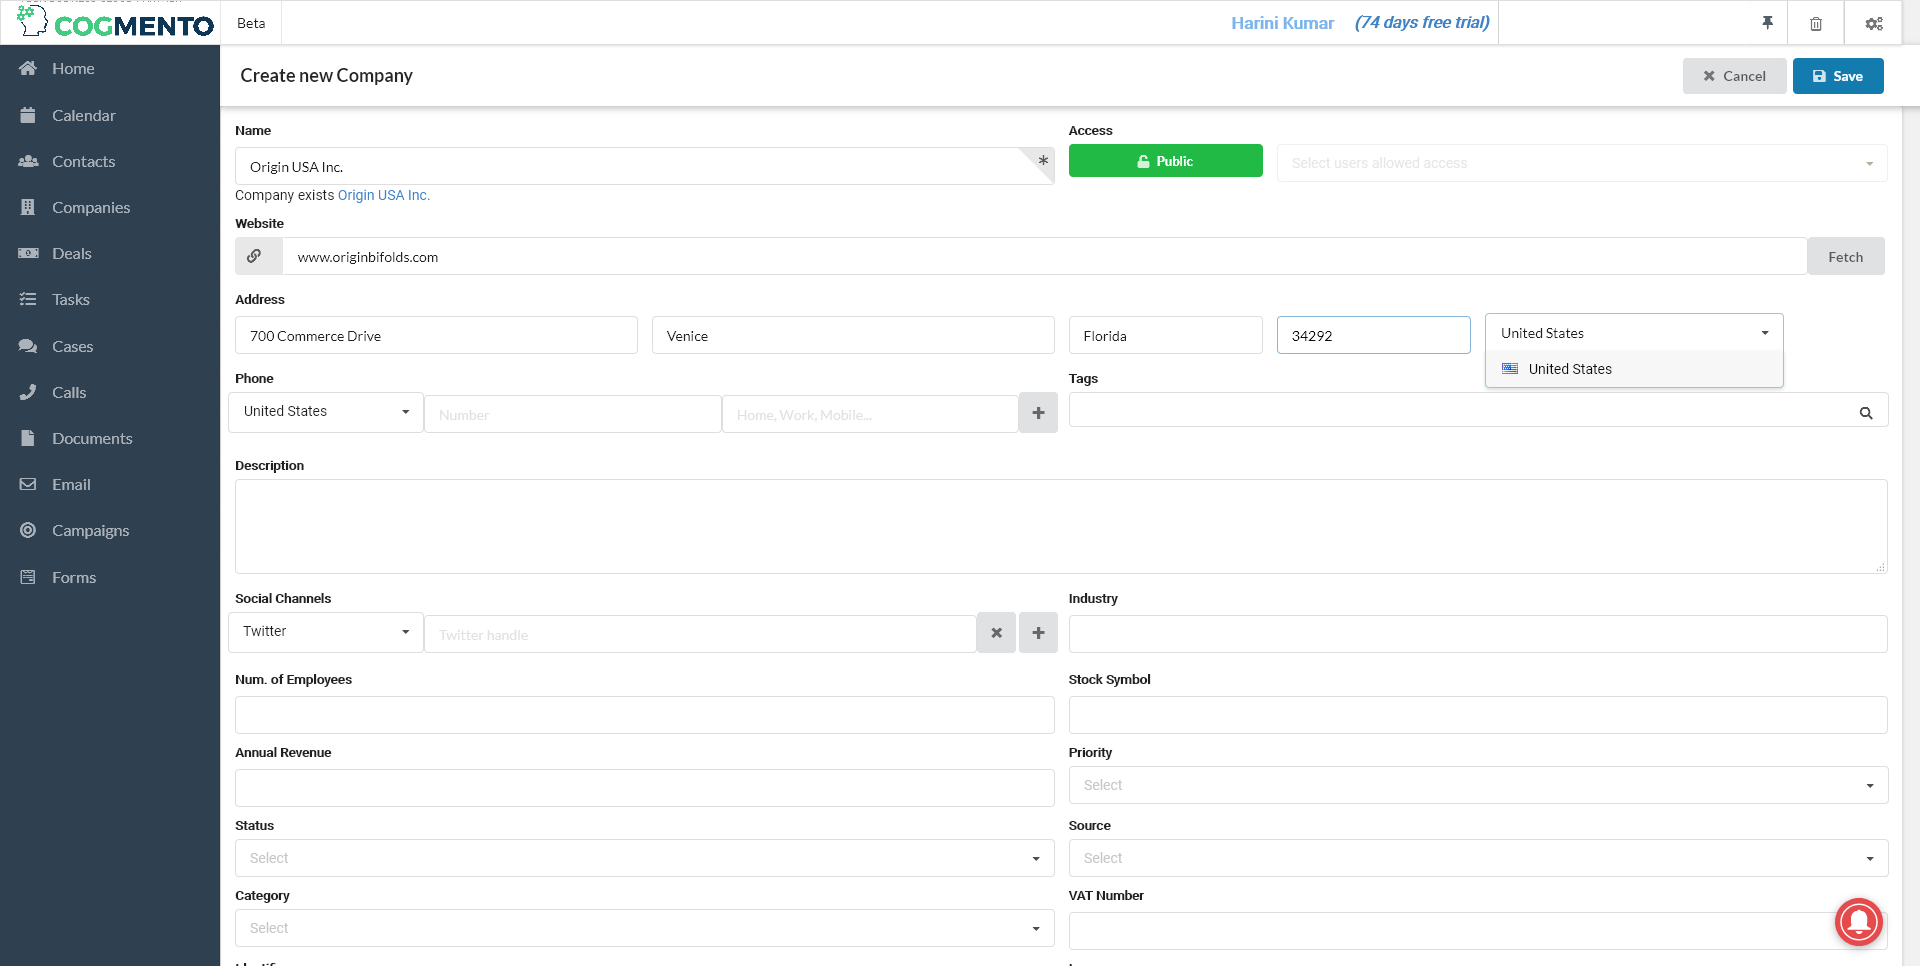 COGMENTO
Beta
Harini Kumar
(74 days free trial)
Home
Calendar
Contacts
Companies
Deals
Tasks
Cases
Calls
Documents
Email
Campaigns
Forms
Create new Company
Cancel
Save
Name
Access
Origin USA Inc.
*
Public
Select users allowed access
Company exists Origin USA Inc.
Website
www.originbifolds.com
Fetch
Address
700 Commerce Drive
Venice
Florida
34292
United States
United States
Phone
Tags
United States
Number
Home, Work, Mobile...
Description
Social Channels
Industry
Twitter
Twitter handle
Num. of Employees
Stock Symbol
Annual Revenue
Priority
Select
Status
Source
Select
Select
Category
VAT Number
Select